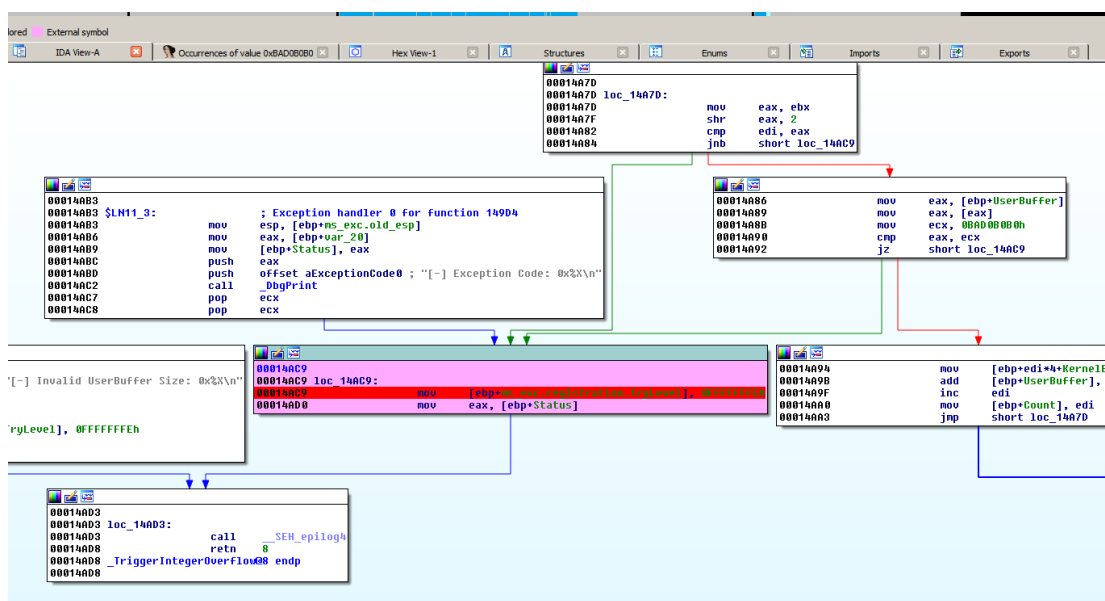 lored External symbol
IDA View-A Occurrences of value 0xBAD0B0B0 Hex View-1 Structures Enums Imports Exports
00014A7D
00014A7D loc_14A7D:
00014A7D mov eax, ebx
00014A7F shr eax, 2
00014A82 cmp edi, eax
00014A84 jnb short loc_14AC9
00014AB3
00014AB3 $LN11_3: ; Exception handler 0 for function 149D4
00014AB3 mov esp, [ebp+ms_exc.old_esp]
00014AB6 mov eax, [ebp+var_20]
00014AB9 mov [ebp+Status], eax
00014ABC push eax
00014ABD push offset aExceptionCode0 ; "[-] Exception Code: 0x%X\n"
00014AC2 call _DbgPrint
00014AC7 pop ecx
00014AC8 pop ecx
00014A86 mov eax, [ebp+UserBuffer]
00014A89 mov eax, [eax]
00014A8B mov ecx, 0BAD0B0B0h
00014A90 cmp eax, ecx
00014A92 jz short loc_14AC9
"[-] Invalid UserBuffer Size: 0x%X\n"
ryLevel], 0FFFFFFFEh
00014AC9
00014AC9 loc_14AC9:
00014AC9 mov [ebp+ms_exc.registration.TryLevel], 0FFFFFFFEh
00014AD0 mov eax, [ebp+Status]
00014A94 mov [ebp+edi*4+KernelB
00014A9B add [ebp+UserBuffer],
00014A9F inc edi
00014AA0 mov [ebp+Count], edi
00014AA3 jmp short loc_14A7D
00014AD3
00014AD3 loc_14AD3:
00014AD3 call __SEH_epilog4
00014AD8 retn 8
00014AD8 _TriggerIntegerOverflow@8 endp
00014AD8